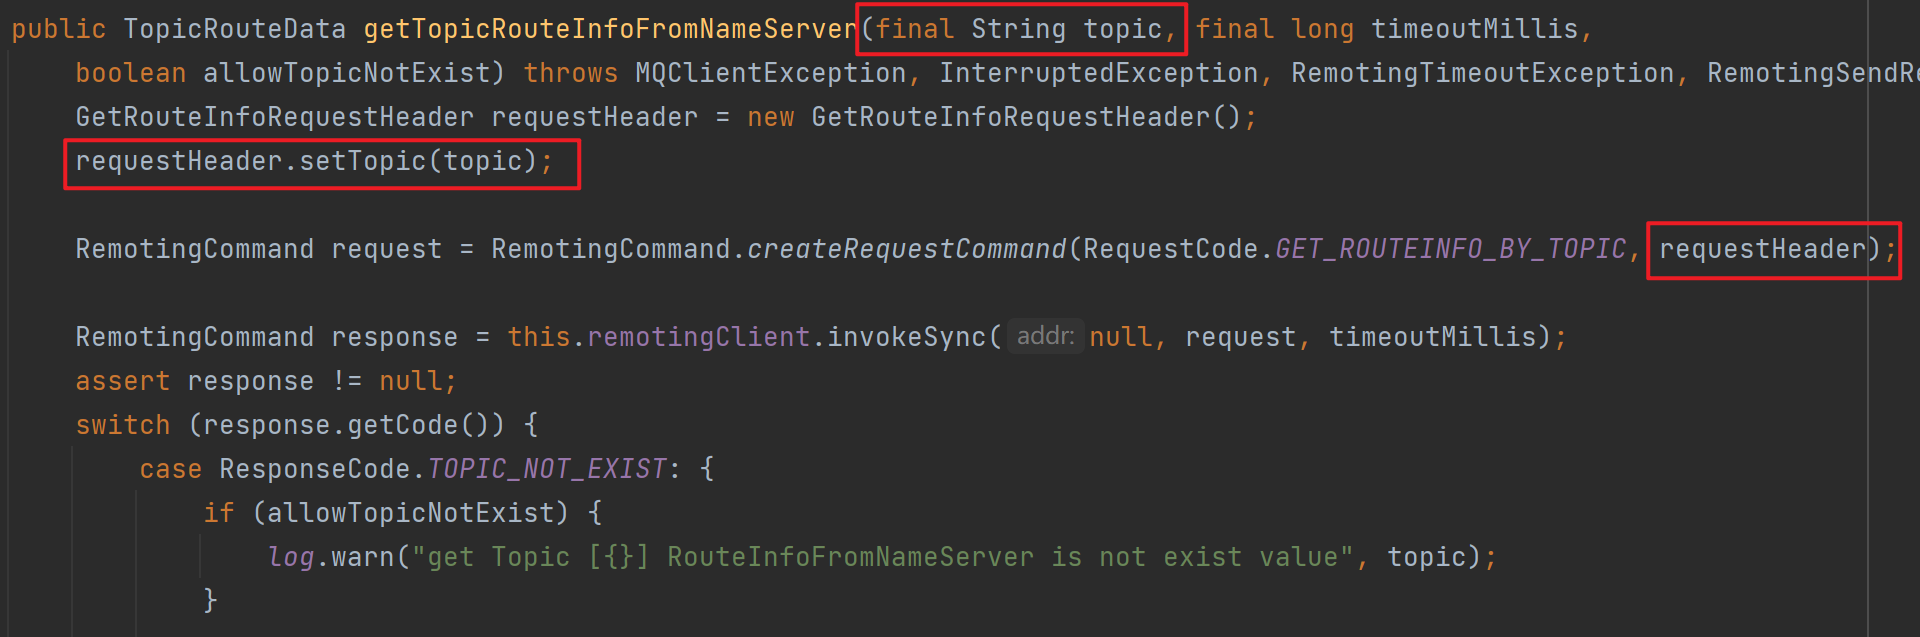 public TopicRouteData getTopicRouteInfoFromNameServer(final String topic, final long timeoutMillis,
boolean allowTopicNotExist) throws MQClientException, InterruptedException, RemotingTimeoutException, RemotingSendRe
GetRouteInfoRequestHeader requestHeader = new GetRouteInfoRequestHeader();
requestHeader.setTopic(topic);
RemotingCommand request = RemotingCommand.createRequestCommand(RequestCode.GET_ROUTEINFO_BY_TOPIC, requestHeader);
RemotingCommand response = this.remotingClient.invokeSync( addr: null, request, timeoutMillis);
assert response != null;
switch (response.getCode()) {
case ResponseCode.TOPIC_NOT_EXIST: {
if (allowTopicNotExist) {
log.warn("get Topic [{}] RouteInfoFromNameServer is not exist value", topic);
}